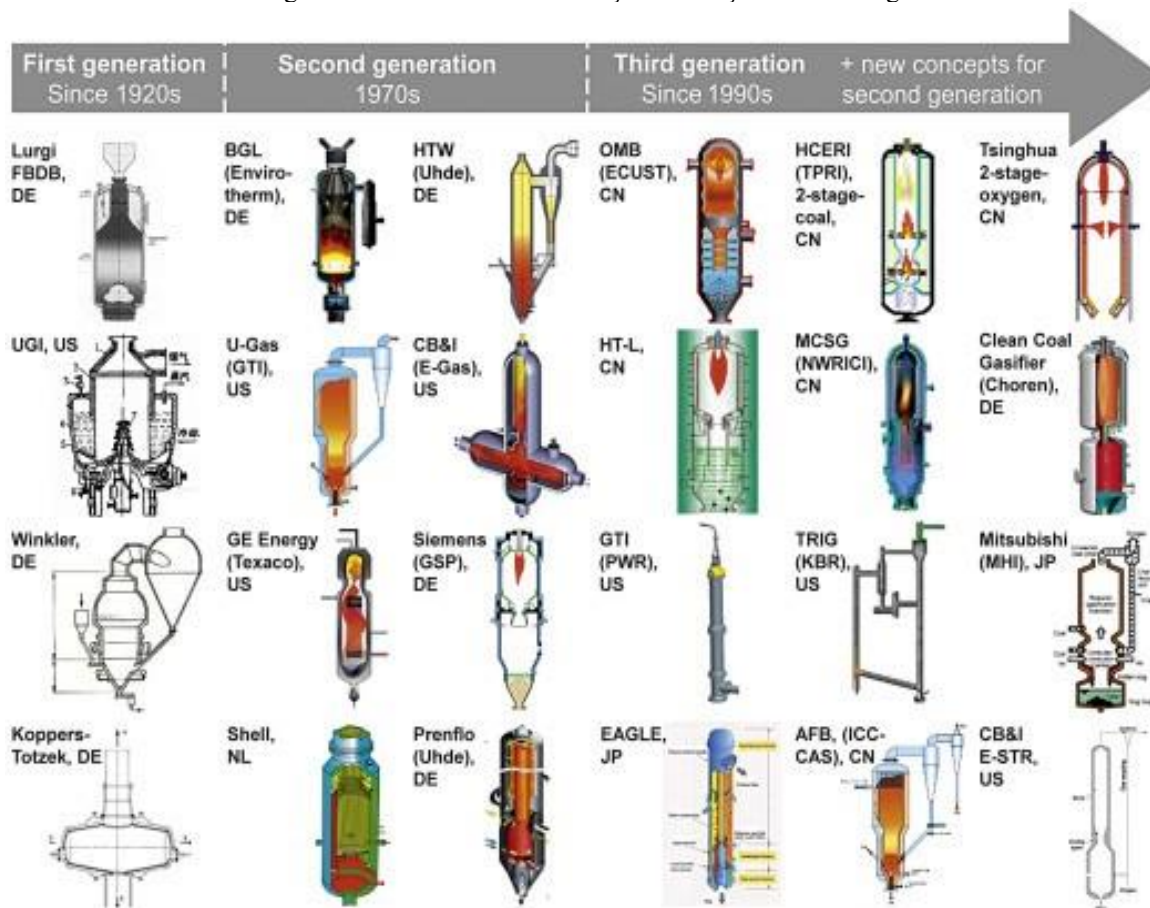 First generation
Since 1920s
Second generation
1970s
Third generation
Since 1990s
+ new concepts for
second generation
Lurgi
FBDB,
DE
BGL
(Enviro-
therm),
DE
HTW
(Uhde),
DE
OMB
(ECUST),
CN
HCERI
(TPRI),
2-stage-
coal,
CN
Tsinghua
2-stage-
oxygen,
CN
UGI, US
U-Gas
(GTI),
US
CB&I
(E-Gas),
US
HT-L,
CN
MCSG
(NWRICI),
CN
Clean Coal
Gasifier
(Choren),
DE
Winkler,
DE
GE Energy
(Texaco),
US
Siemens
(GSP),
DE
GTI
(PWR),
US
TRIG
(KBR),
US
Mitsubishi
(MHI), JP
Koppers-
Totzek, DE
Shell,
NL
Prenflo
(Uhde),
DE
EAGLE,
JP
AFB, (ICC-
CAS), CN
CB&I
E-STR,
US